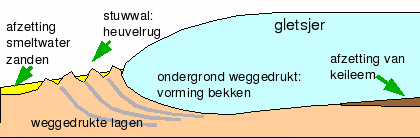 afzetting
smeltwater
zanden
stuwwal:
heuvelrug
gletsjer
ondergrond weggedrukt:
vorming bekken
afzetting van
keileem
weggedrukte lagen